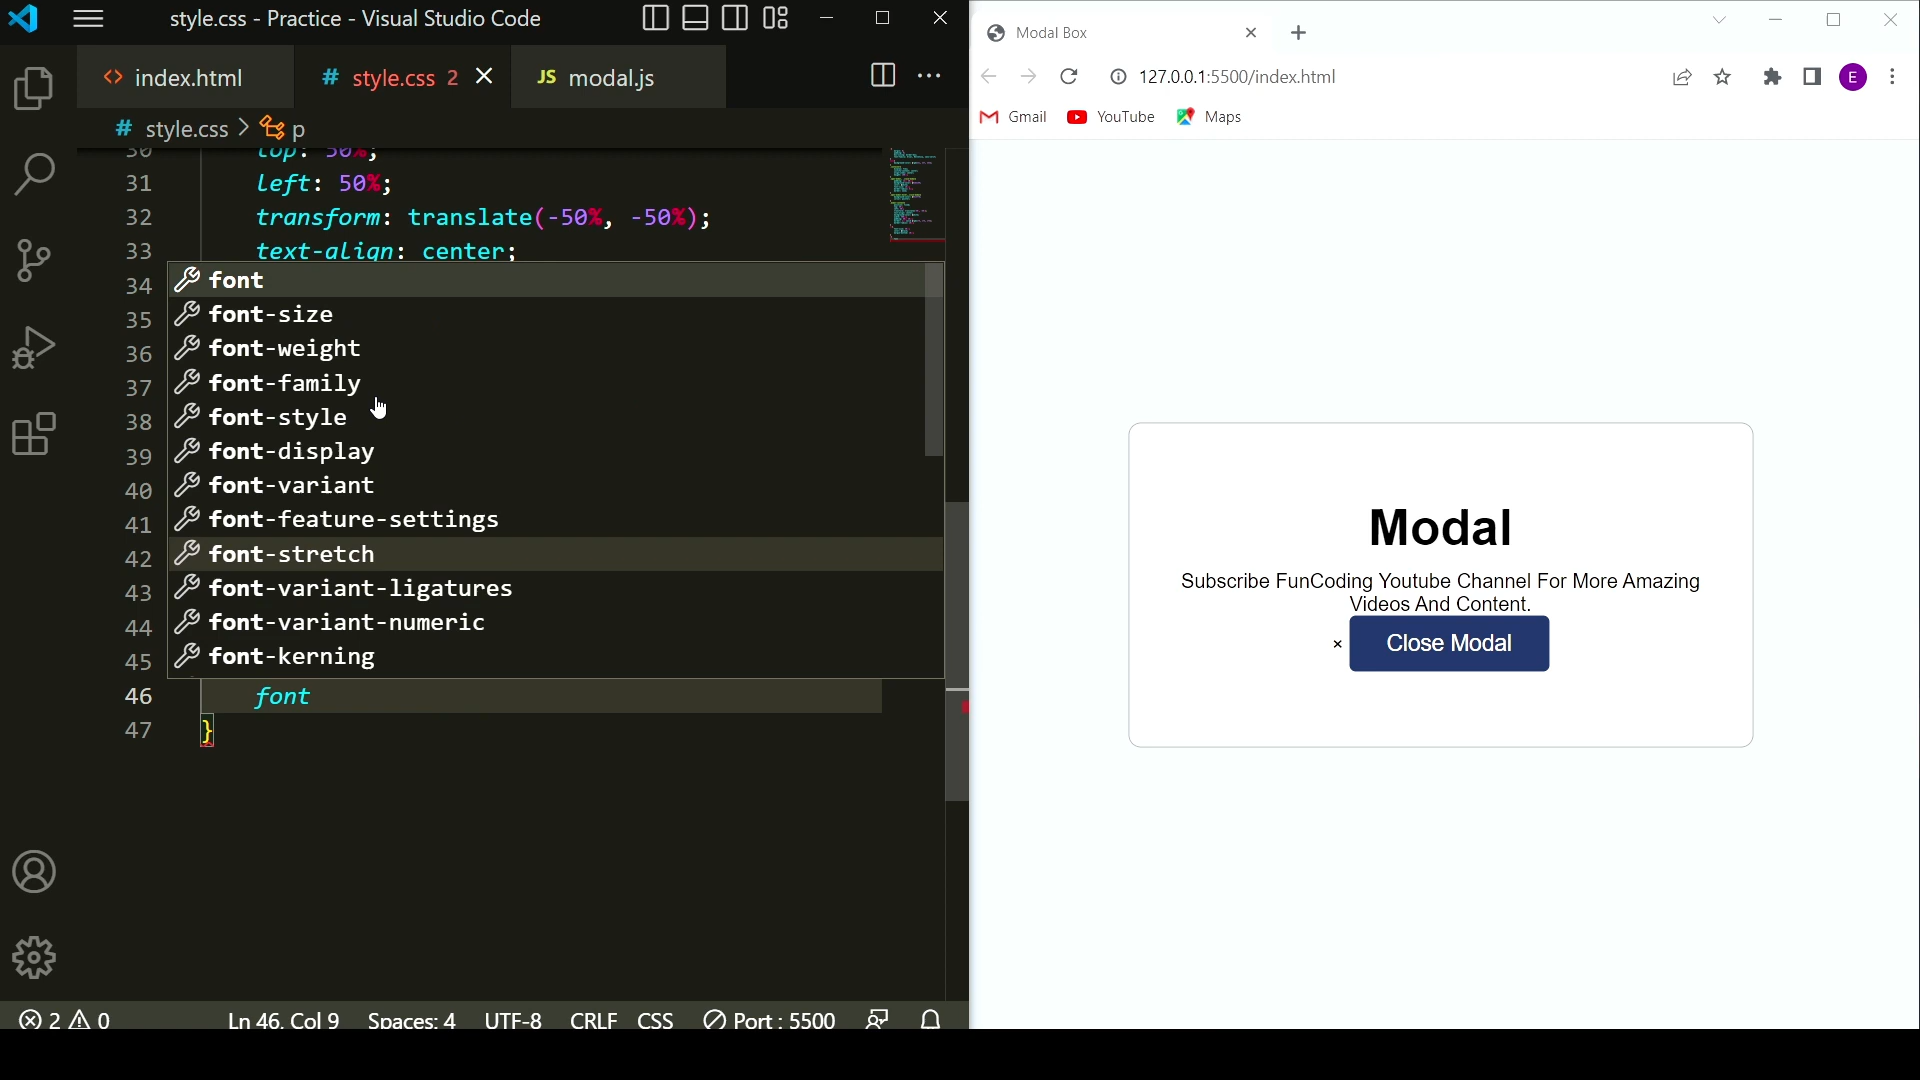 style.css - Practice - Visual Studio Code
index.html
# style.css 2
JS modal.js
# style.css > p
30 top: 50%;
31 left: 50%;
32 transform: translate(-50%, -50%);
33 text-align: center;
34 font
35 font-size
36 font-weight
37 font-family
38 font-style
39 font-display
40 font-variant
41 font-feature-settings
42 font-stretch
43 font-variant-ligatures
44 font-variant-numeric
45 font-kerning
46 font
47 }
2 0 Ln 46, Col 9 Spaces: 4 UTF-8 CRLF CSS Port : 5500
Modal Box
127.0.0.1:5500/index.html
E
Gmail YouTube Maps
Modal
Subscribe FunCoding Youtube Channel For More Amazing
Videos And Content.
× Close Modal